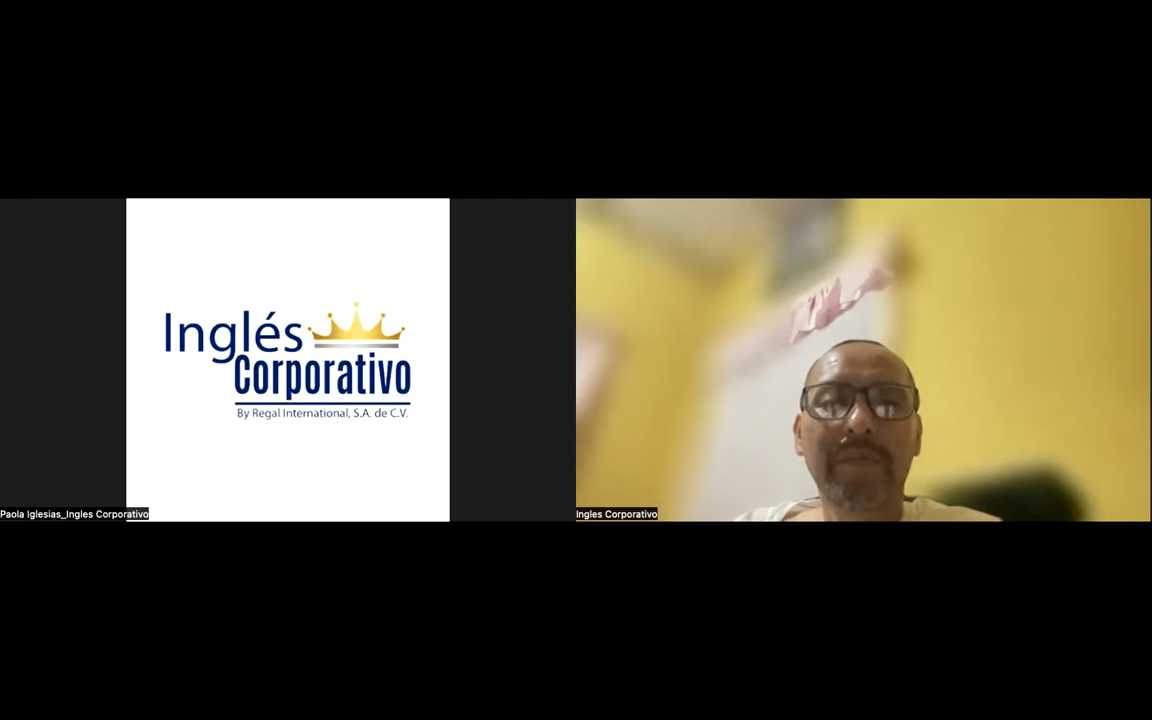 Inglés
Corporativo
By Regal International, S.A. de C.V.
Paola Iglesias_Ingles Corporativo
Ingles Corporativo